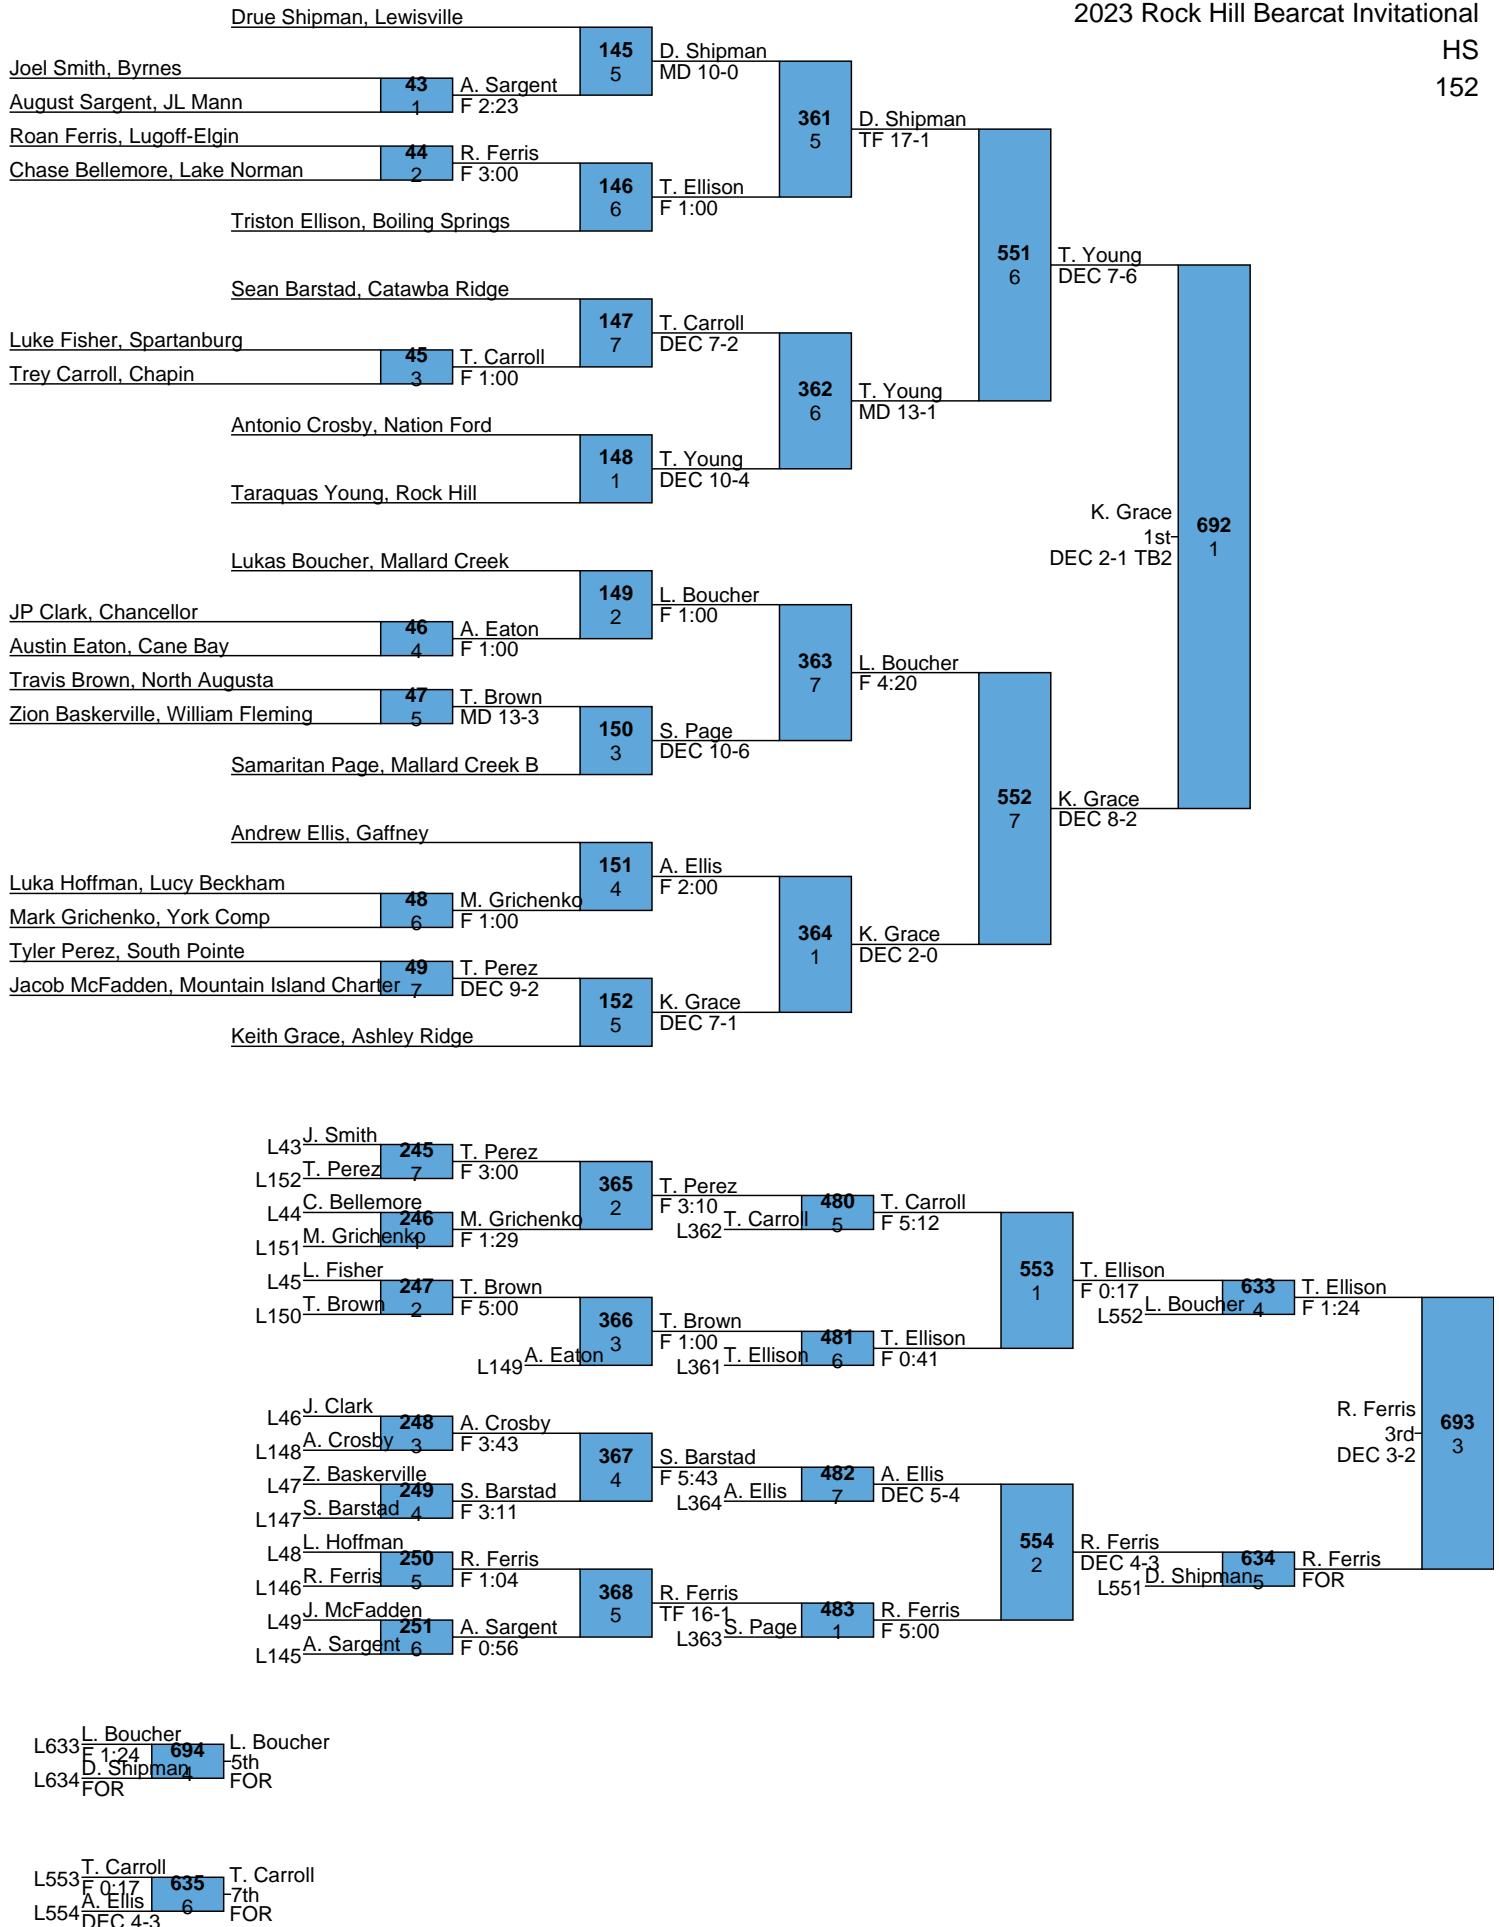 2023 Rock Hill Bearcat Invitational
HS
152
Drue Shipman, Lewisville
145
5
D. Shipman
MD 10-0
Joel Smith, Byrnes
August Sargent, JL Mann
43
1
A. Sargent
F 2:23
361
5
D. Shipman
TF 17-1
Roan Ferris, Lugoff-Elgin
Chase Bellemore, Lake Norman
44
2
R. Ferris
F 3:00
146
6
T. Ellison
F 1:00
Triston Ellison, Boiling Springs
551
6
T. Young
DEC 7-6
Sean Barstad, Catawba Ridge
147
7
T. Carroll
DEC 7-2
Luke Fisher, Spartanburg
Trey Carroll, Chapin
45
3
T. Carroll
F 1:00
362
6
T. Young
MD 13-1
Antonio Crosby, Nation Ford
148
1
T. Young
DEC 10-4
Taraquas Young, Rock Hill
K. Grace
1st
DEC 2-1 TB2
692
1
Lukas Boucher, Mallard Creek
149
2
L. Boucher
F 1:00
JP Clark, Chancellor
Austin Eaton, Cane Bay
46
4
A. Eaton
F 1:00
363
7
L. Boucher
F 4:20
Travis Brown, North Augusta
Zion Baskerville, William Fleming
47
5
T. Brown
MD 13-3
150
3
S. Page
DEC 10-6
Samaritan Page, Mallard Creek B
552
7
K. Grace
DEC 8-2
Andrew Ellis, Gaffney
151
4
A. Ellis
F 2:00
Luka Hoffman, Lucy Beckham
Mark Grichenko, York Comp
48
6
M. Grichenko
F 1:00
364
1
K. Grace
DEC 2-0
Tyler Perez, South Pointe
Jacob McFadden, Mountain Island Charter
49
7
T. Perez
DEC 9-2
152
5
K. Grace
DEC 7-1
Keith Grace, Ashley Ridge
L43 J. Smith
L152 T. Perez
245
7
T. Perez
F 3:00
365
2
T. Perez
F 3:10
L44 C. Bellemore
L151 M. Grichenko
246
1
M. Grichenko
F 1:29
L362 T. Carroll
480
5
T. Carroll
F 5:12
L45 L. Fisher
L150 T. Brown
247
2
T. Brown
F 5:00
366
3
T. Brown
F 1:00
L149 A. Eaton
L361 T. Ellison
481
6
T. Ellison
F 0:41
553
1
T. Ellison
F 0:17
L552 L. Boucher
633
4
T. Ellison
F 1:24
L46 J. Clark
L148 A. Crosby
248
3
A. Crosby
F 3:43
367
4
S. Barstad
F 5:43
L47 Z. Baskerville
L147 S. Barstad
249
4
S. Barstad
F 3:11
L364 A. Ellis
482
7
A. Ellis
DEC 5-4
R. Ferris
3rd
DEC 3-2
693
3
L48 L. Hoffman
L146 R. Ferris
250
5
R. Ferris
F 1:04
368
5
R. Ferris
TF 16-1
L49 J. McFadden
L145 A. Sargent
251
6
A. Sargent
F 0:56
L363 S. Page
483
1
R. Ferris
F 5:00
554
2
R. Ferris
DEC 4-3
L551 D. Shipman
634
5
R. Ferris
FOR
L633 L. Boucher
F 1:24
L634 D. Shipman
FOR
694
4
L. Boucher
5th
FOR
L553 T. Carroll
F 0:17
L554 A. Ellis
DEC 4-3
635
6
T. Carroll
7th
FOR